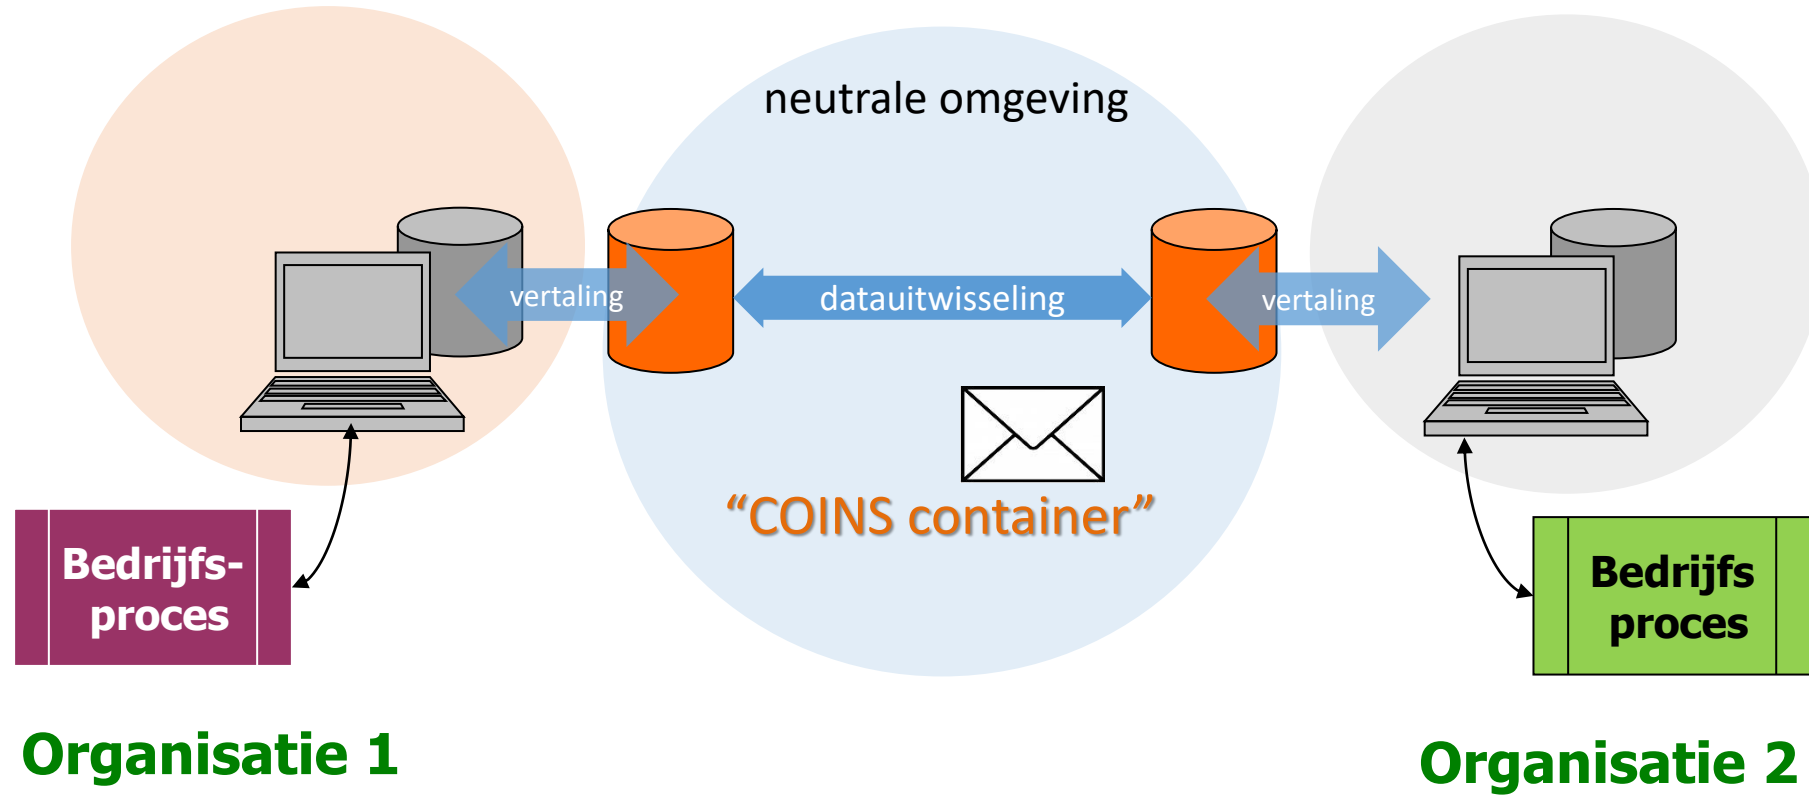 neutrale omgeving
vertaling
datauitwisseling
vertaling
“COINS container”
Bedrijfs-
proces
Bedrijfs
proces
Organisatie 1
Organisatie 2